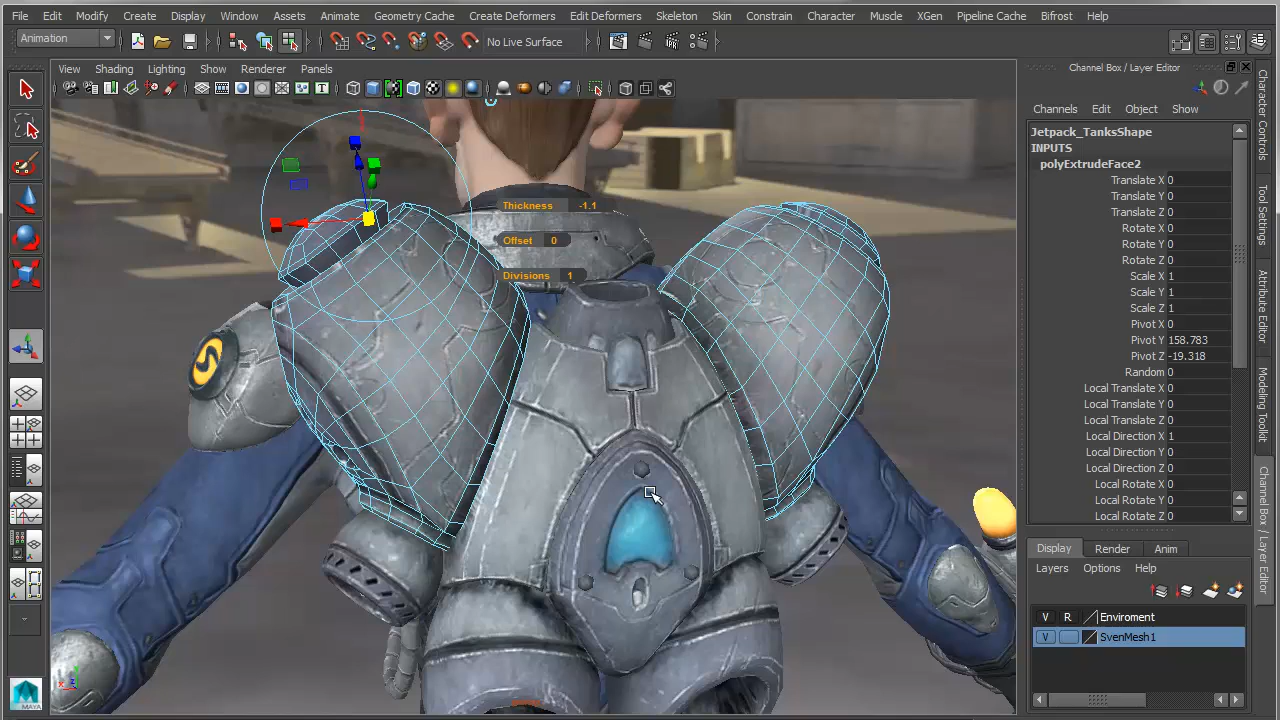 File Edit Modify Create Display Window Assets Animate Geometry Cache Create Deformers Edit Deformers Skeleton Skin Constrain Character Muscle XGen Pipeline Cache Bifrost Help
Animation
No Live Surface
View Shading Lighting Show Renderer Panels
Channel Box / Layer Editor
Channels Edit Object Show
Jetpack_TanksShape
INPUTS
polyExtrudeFace2
Translate X 0
Translate Y 0
Translate Z 0
Rotate X 0
Rotate Y 0
Rotate Z 0
Scale X 1
Scale Y 1
Scale Z 1
Pivot X 0
Pivot Y 158.783
Pivot Z -19.318
Random 0
Local Translate X 0
Local Translate Y 0
Local Translate Z 0
Local Direction X 1
Local Direction Y 0
Local Direction Z 0
Local Rotate X 0
Local Rotate Y 0
Local Rotate Z 0
Thickness -1.1
Offset 0
Divisions 1
Display Render Anim
Layers Options Help
V R Enviroment
V SvenMesh1
Character Controls
Tool Settings
Attribute Editor
Modeling Toolkit
Channel Box / Layer Editor
MAYA